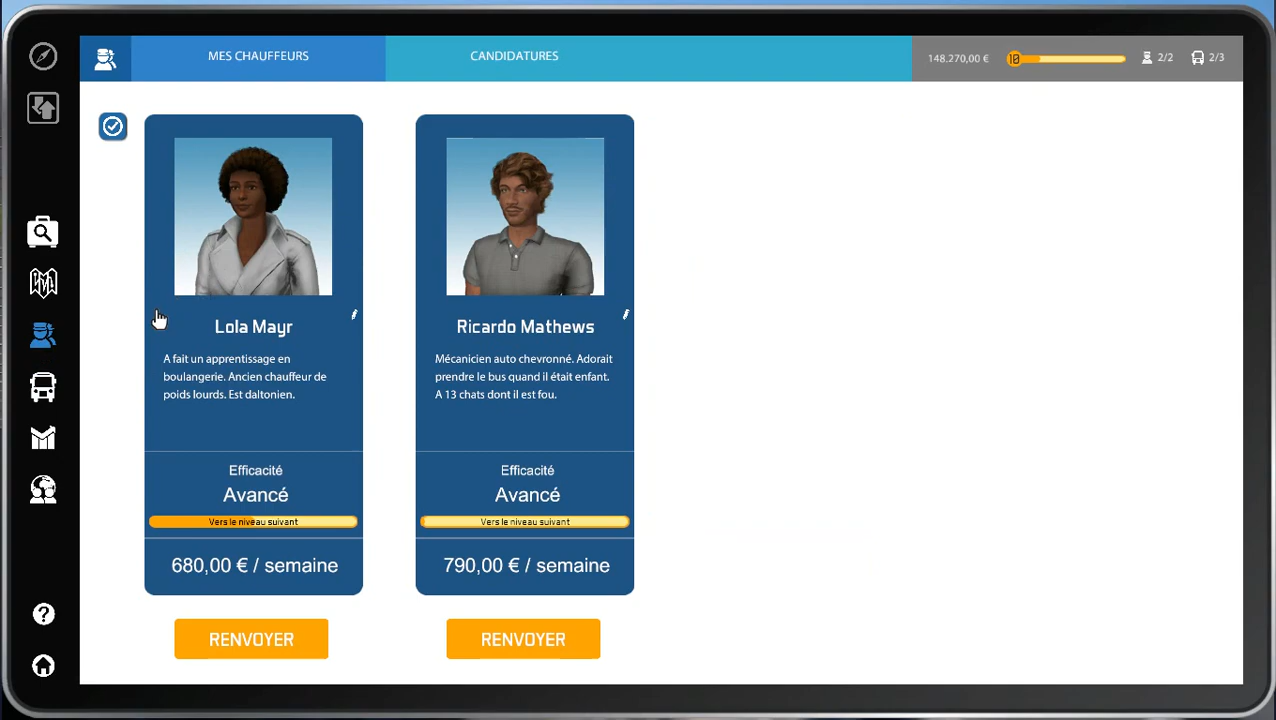 MES CHAUFFEURS
CANDIDATURES
148.270,00 €
10
2/2
2/3
Lola Mayr
A fait un apprentissage en
boulangerie. Ancien chauffeur de
poids lourds. Est daltonien.
Efficacité
Avancé
Vers le niveau suivant
680,00 € / semaine
RENVOYER
Ricardo Mathews
Mécanicien auto chevronné. Adorait
prendre le bus quand il était enfant.
A 13 chats dont il est fou.
Efficacité
Avancé
Vers le niveau suivant
790,00 € / semaine
RENVOYER
?